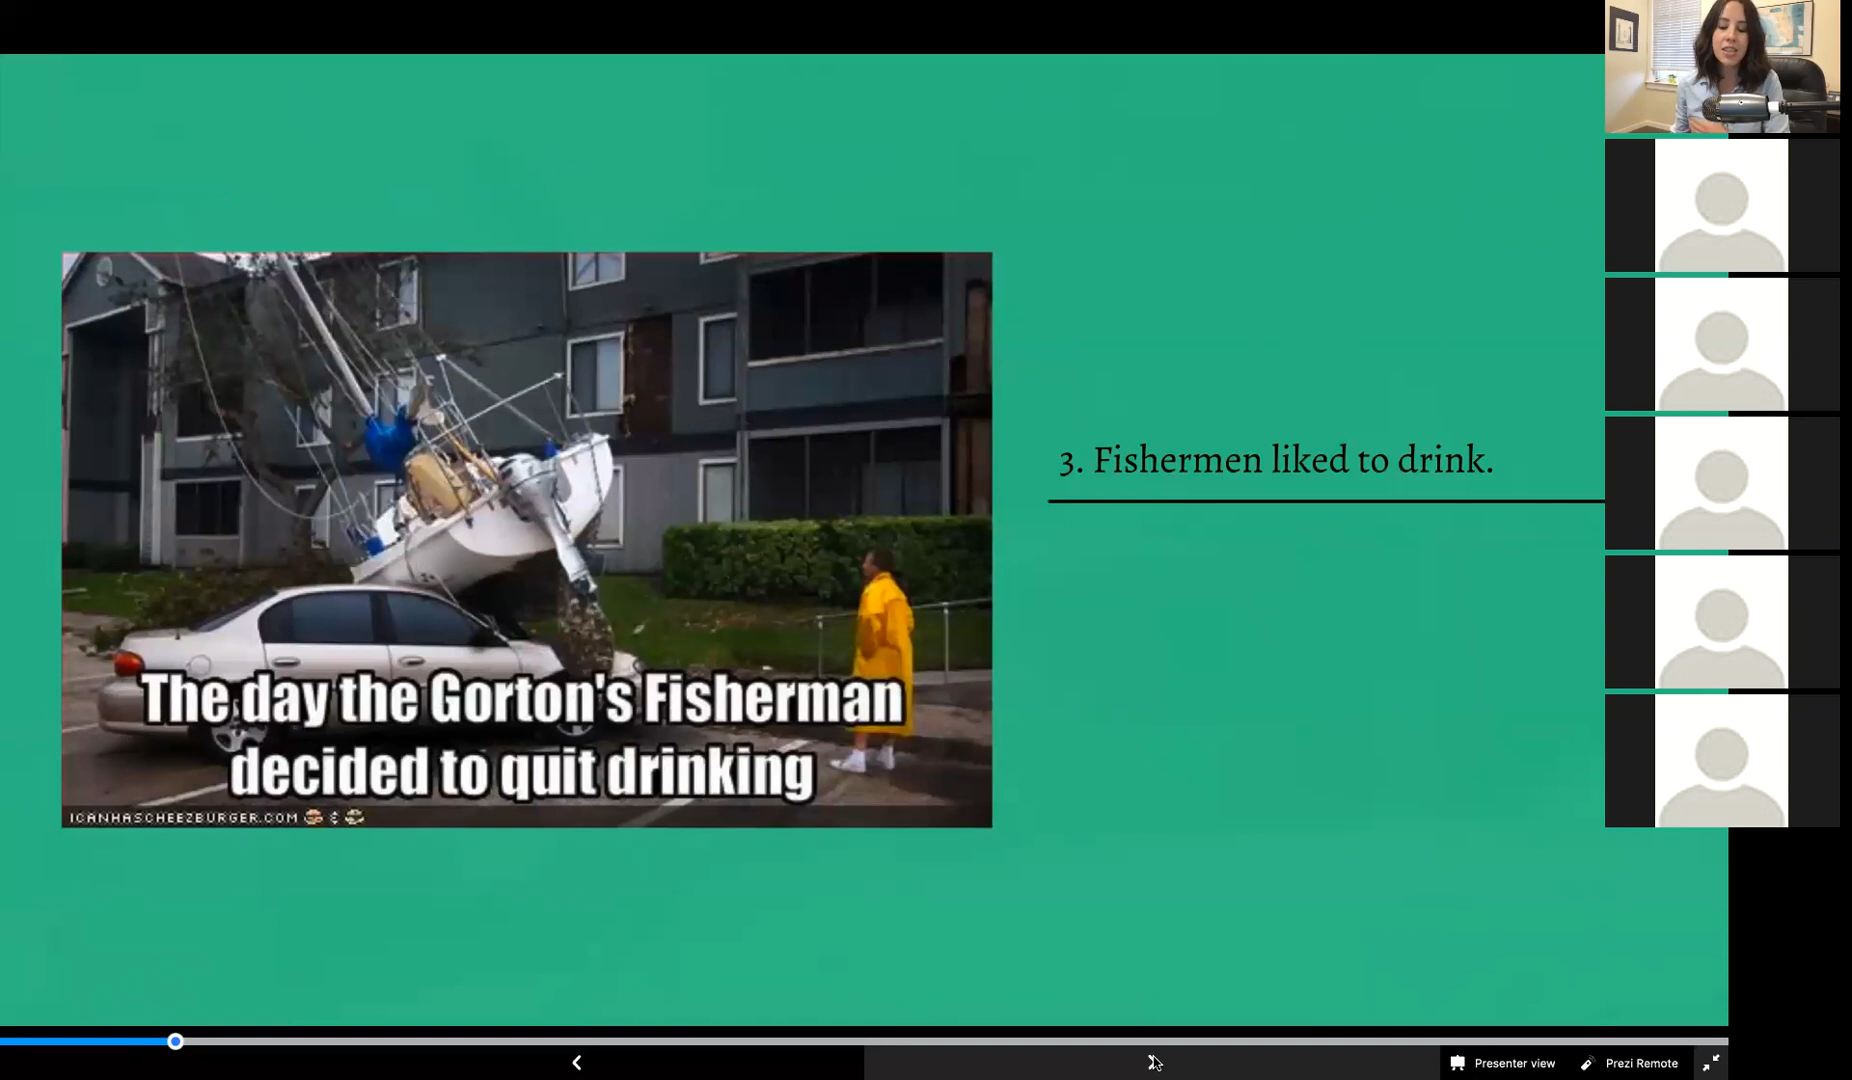 3. Fishermen liked to drink.
The day the Gorton's Fisherman
decided to quit drinking
ICANHASCHEEZBURGER.COM
Presenter view
Prezi Remote